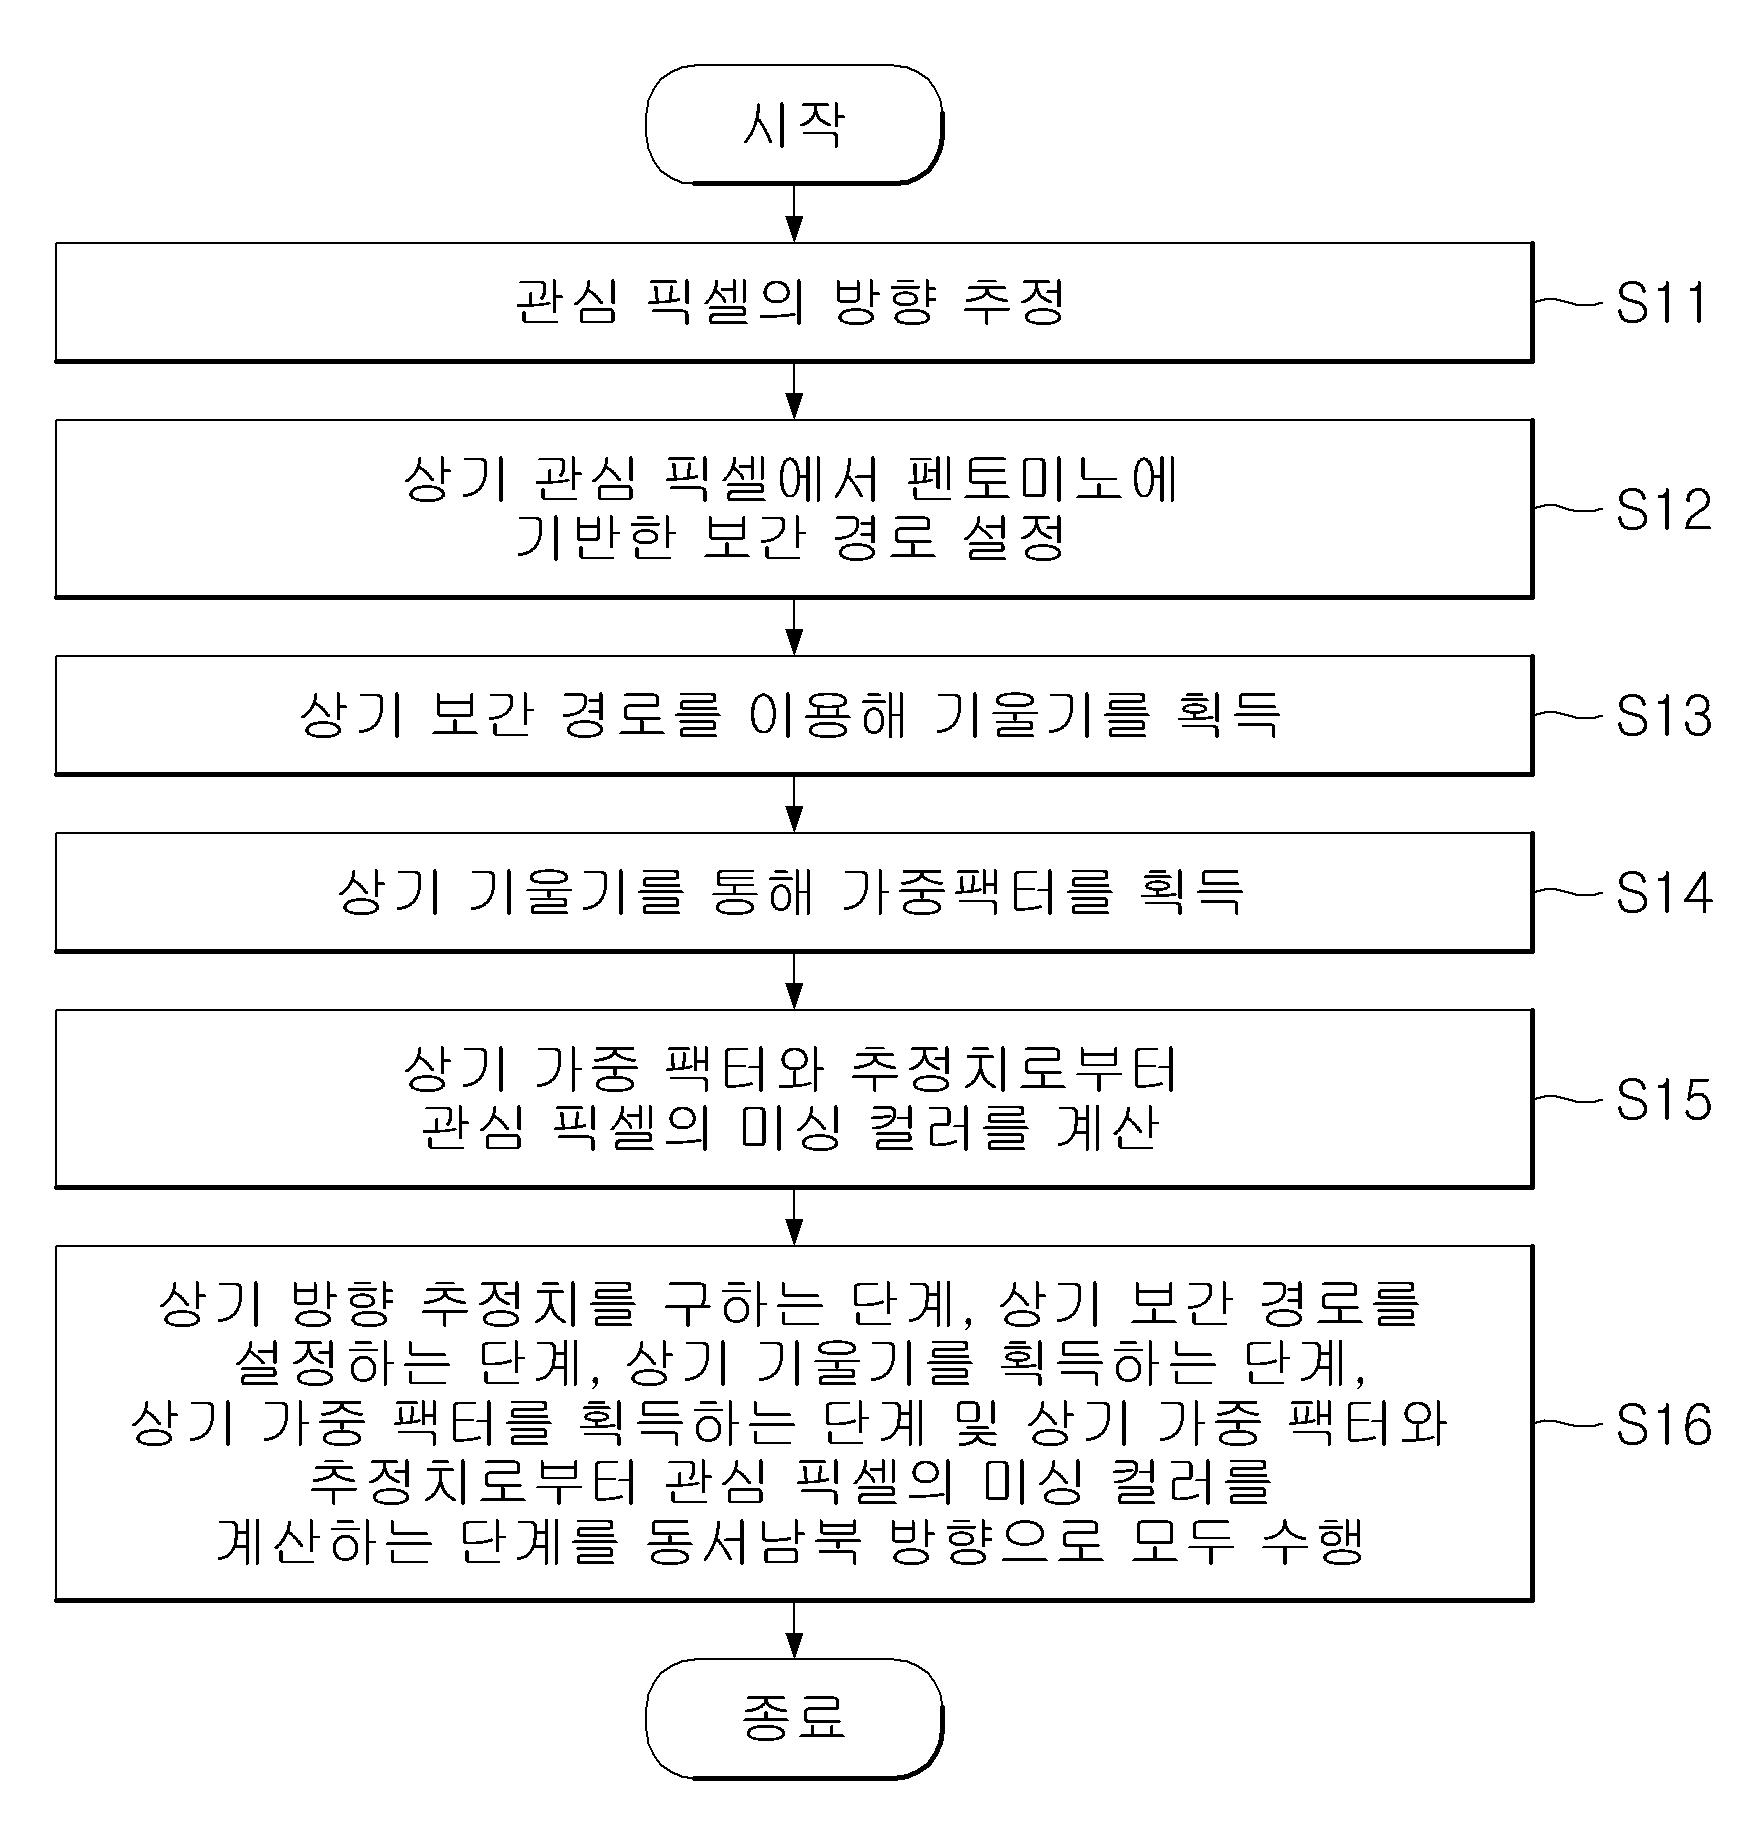 시작
관심 픽셀의 방향 추정
S11
상기 관심 픽셀에서 펜토미노에
기반한 보간 경로 설정
S12
상기 보간 경로를 이용해 기울기를 획득
S13
상기 기울기를 통해 가중팩터를 획득
S14
상기 가중 팩터와 추정치로부터
관심 픽셀의 미싱 컬러를 계산
S15
상기 방향 추정치를 구하는 단계, 상기 보간 경로를
설정하는 단계, 상기 기울기를 획득하는 단계,
상기 가중 팩터를 획득하는 단계 및 상기 가중 팩터와
추정치로부터 관심 픽셀의 미싱 컬러를
계산하는 단계를 동서남북 방향으로 모두 수행
S16
종료